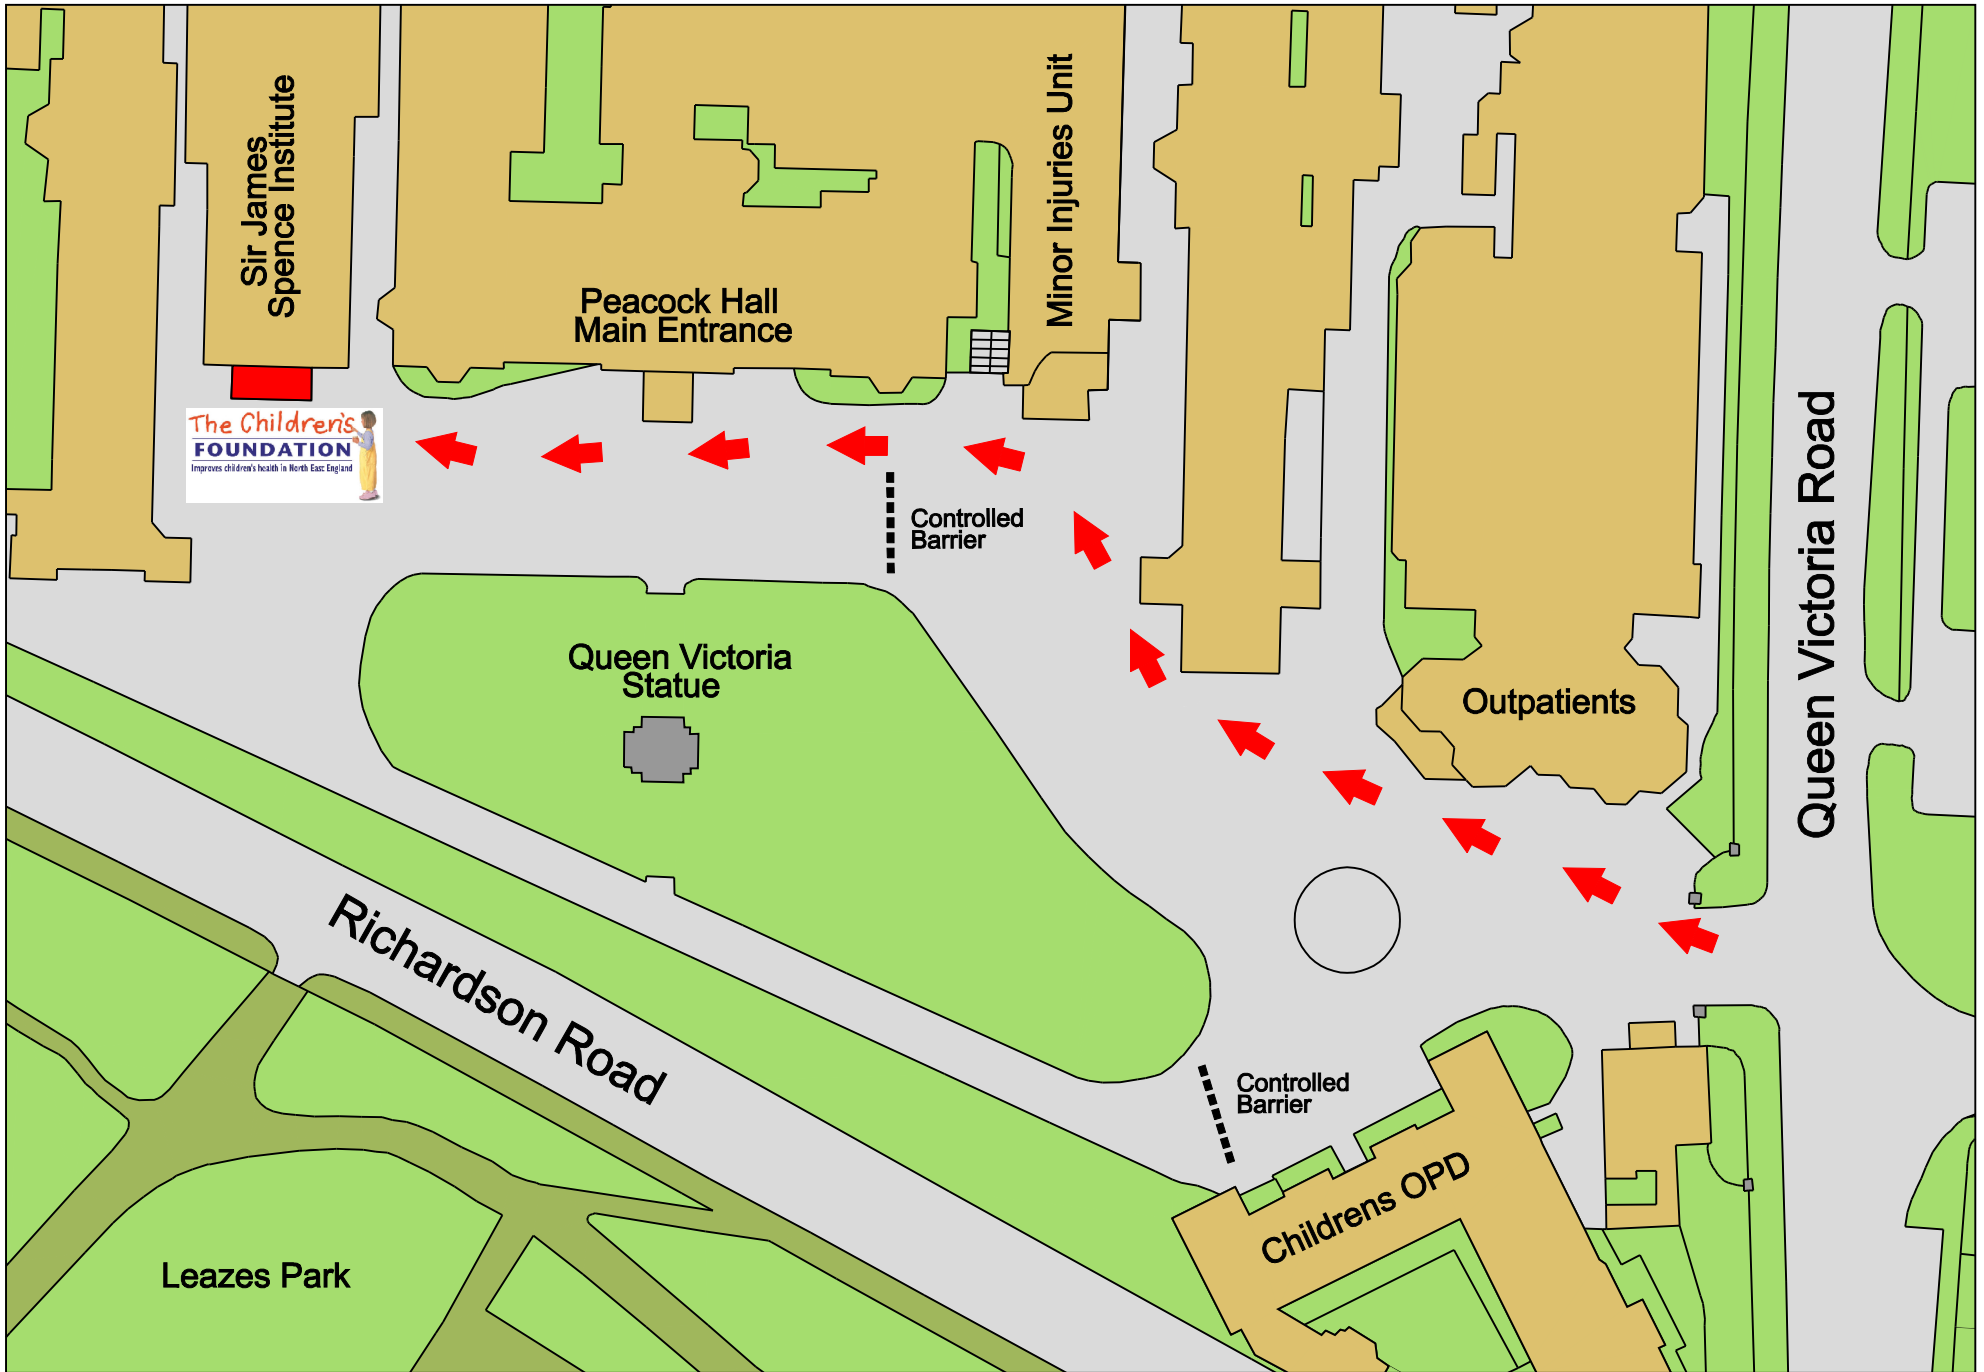 Sir James
Spence Institute
Peacock Hall
Main Entrance
Minor Injuries Unit
The Children's
FOUNDATION
Improves children's health in North East England
Controlled
Barrier
Queen Victoria Road
Queen Victoria
Statue
Outpatients
Richardson Road
Controlled
Barrier
Childrens OPD
Leazes Park